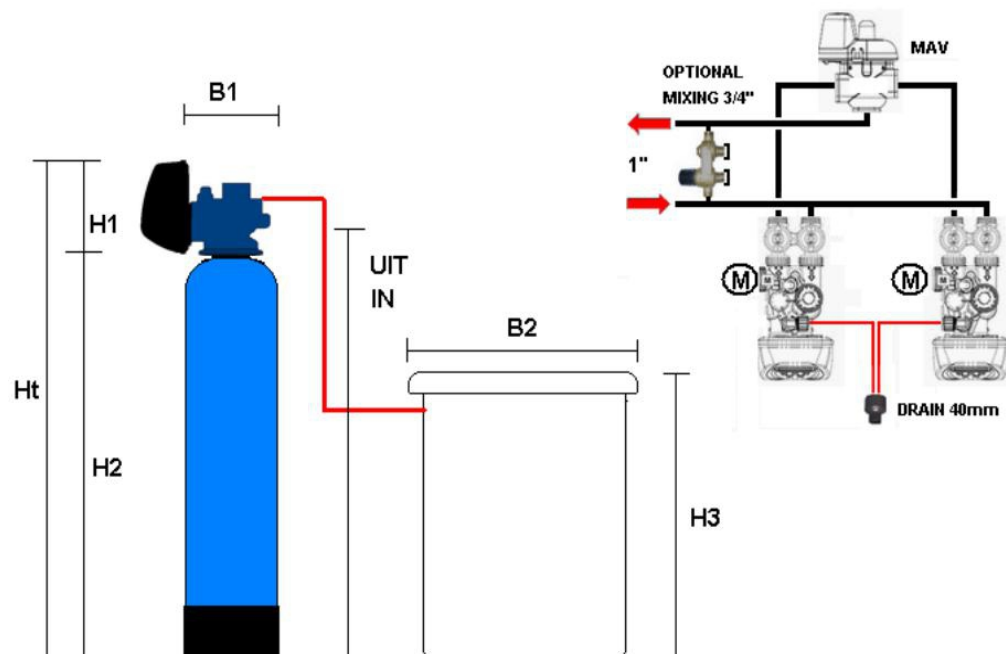 B1
H1
Ht
H2
UIT
IN
B2
H3
MAV
OPTIONAL
MIXING 3/4"
1"
M
M
DRAIN 40mm